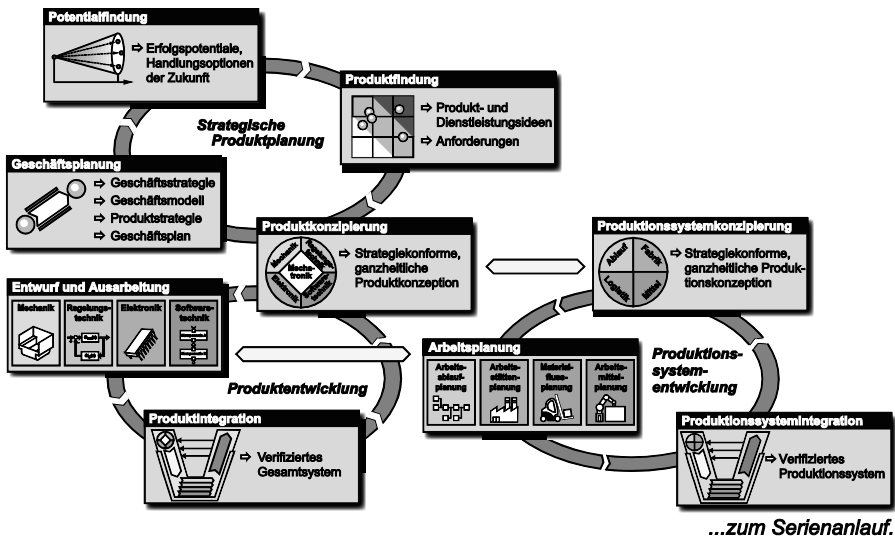 Potentialfindung
⇨ Erfolgspotentiale,
Handlungsoptionen
der Zukunft
Produktfindung
⇨ Produkt- und
Dienstleistungsideen
⇨ Anforderungen
Strategische
Produktplanung
Geschäftsplanung
⇨ Geschäftsstrategie
⇨ Geschäftsmodell
⇨ Produktstrategie
⇨ Geschäftsplan
Produktkonzipierung
Mechanik
Mecha-
tronik
⇨ Strategiekonforme,
ganzheitliche
Produktkonzeption
Produktionssystemkonzipierung
Ablauf
Fabrik
Logistik
Mittel
⇨ Strategiekonforme,
ganzheitliche Produk-
tionskonzeption
Entwurf und Ausarbeitung
Mechanik
Regelungs-
technik
Elektronik
Software-
technik
Produktentwicklung
Arbeitsplanung
Arbeits-
ablauf-
planung
Arbeits-
stätten-
planung
Material-
fluss-
planung
Arbeits-
mittel-
planung
Produktions-
system-
entwicklung
Produktintegration
⇨ Verifiziertes
Gesamtsystem
Produktionssystemintegration
⇨ Verifiziertes
Produktionssystem
...zum Serienanlauf.